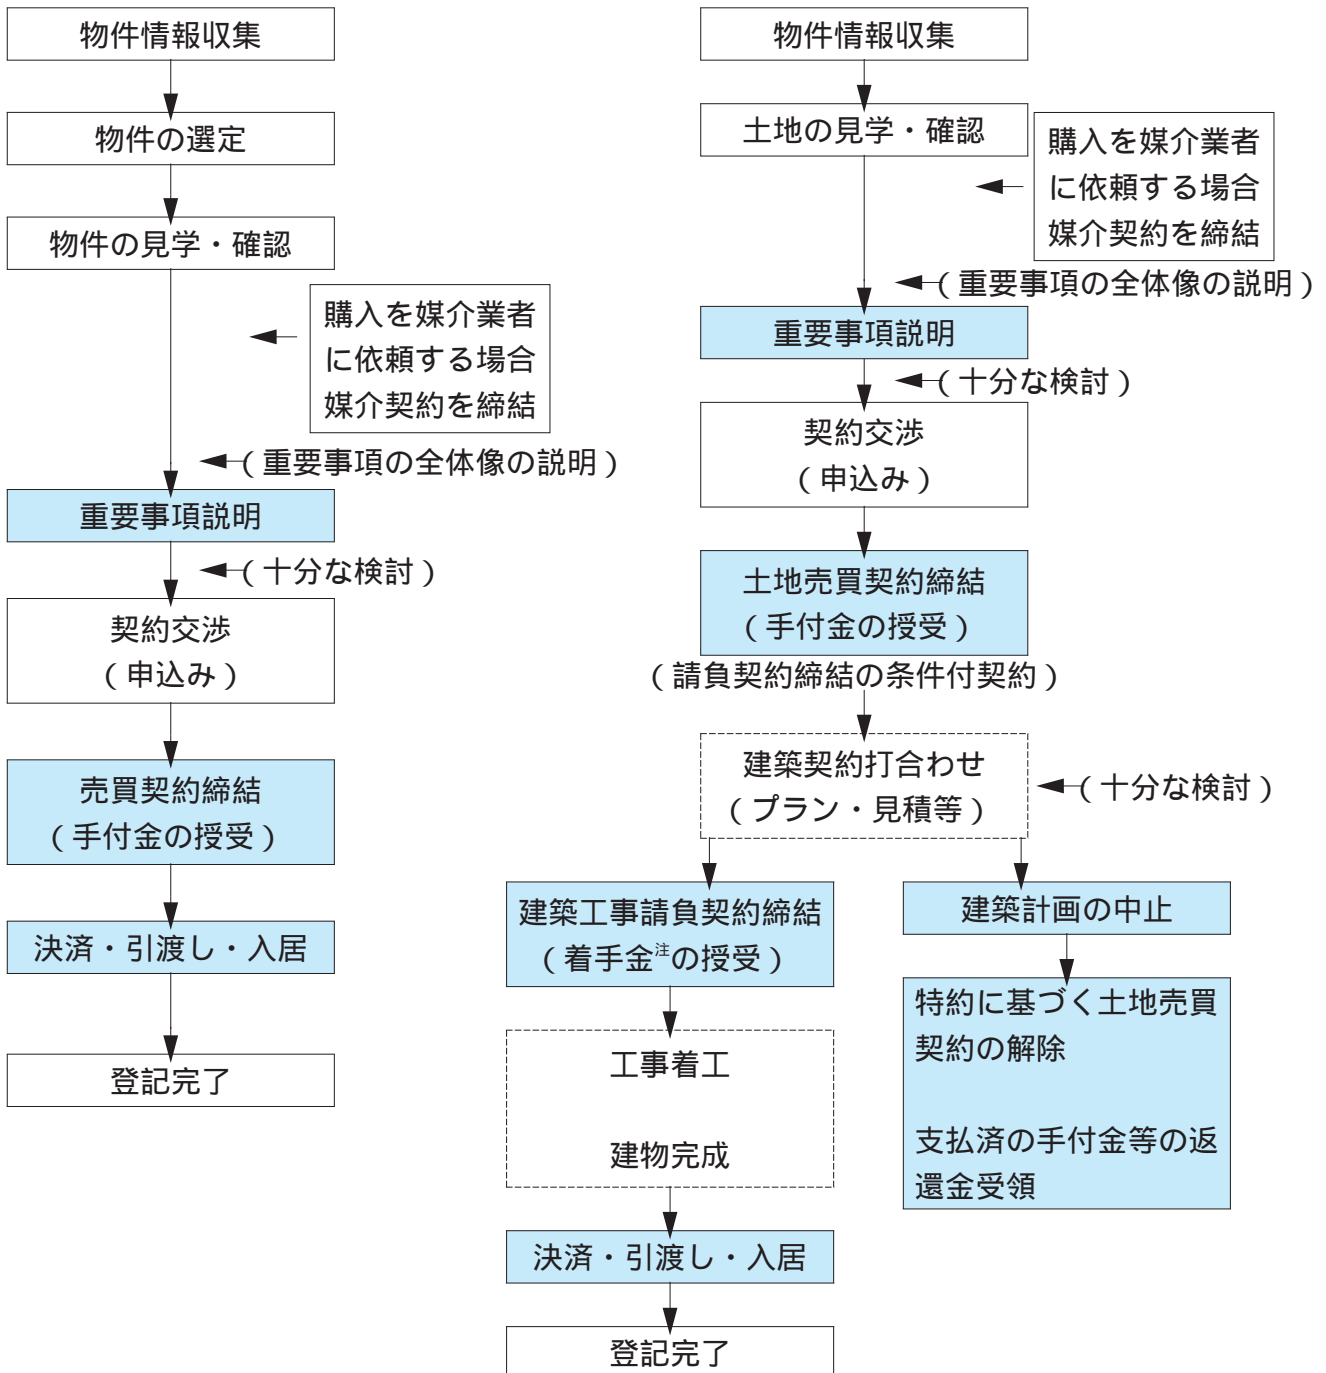 物件情報収集
物件の選定
物件の見学・確認
購入を媒介業者
に依頼する場合
媒介契約を締結
(重要事項の全体像の説明)
重要事項説明
(十分な検討)
契約交渉
(申込み)
売買契約締結
(手付金の授受)
決済・引渡し・入居
登記完了
物件情報収集
土地の見学・確認
購入を媒介業者
に依頼する場合
媒介契約を締結
(重要事項の全体像の説明)
重要事項説明
(十分な検討)
契約交渉
(申込み)
土地売買契約締結
(手付金の授受)
(請負契約締結の条件付契約)
建築契約打合わせ
(プラン・見積等)
(十分な検討)
建築工事請負契約締結
(着手金注の授受)
工事着工
建物完成
決済・引渡し・入居
登記完了
建築計画の中止
特約に基づく土地売買
契約の解除
支払済の手付金等の返
還金受領